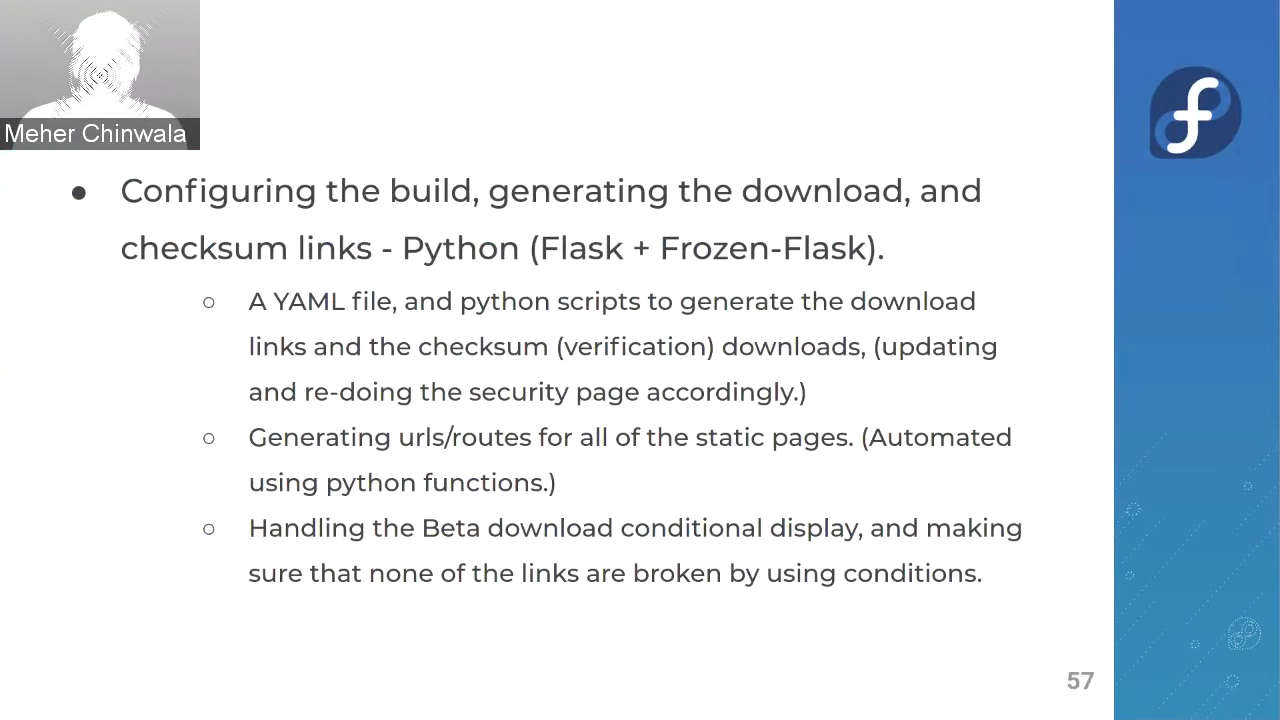 Meher Chinwala
● Configuring the build, generating the download, and
checksum links - Python (Flask + Frozen-Flask).
○ A YAML file, and python scripts to generate the download
links and the checksum (verification) downloads, (updating
and re-doing the security page accordingly.)
○ Generating urls/routes for all of the static pages. (Automated
using python functions.)
○ Handling the Beta download conditional display, and making
sure that none of the links are broken by using conditions.
57